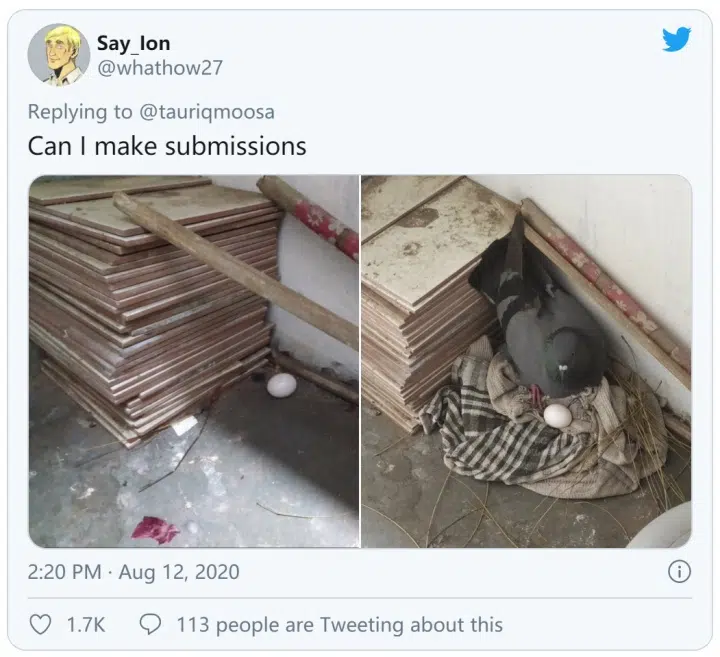 Say_Ion
@whathow27
Replying to @tauriqmoosa
Can I make submissions
2:20 PM · Aug 12, 2020
1.7K
113 people are Tweeting about this